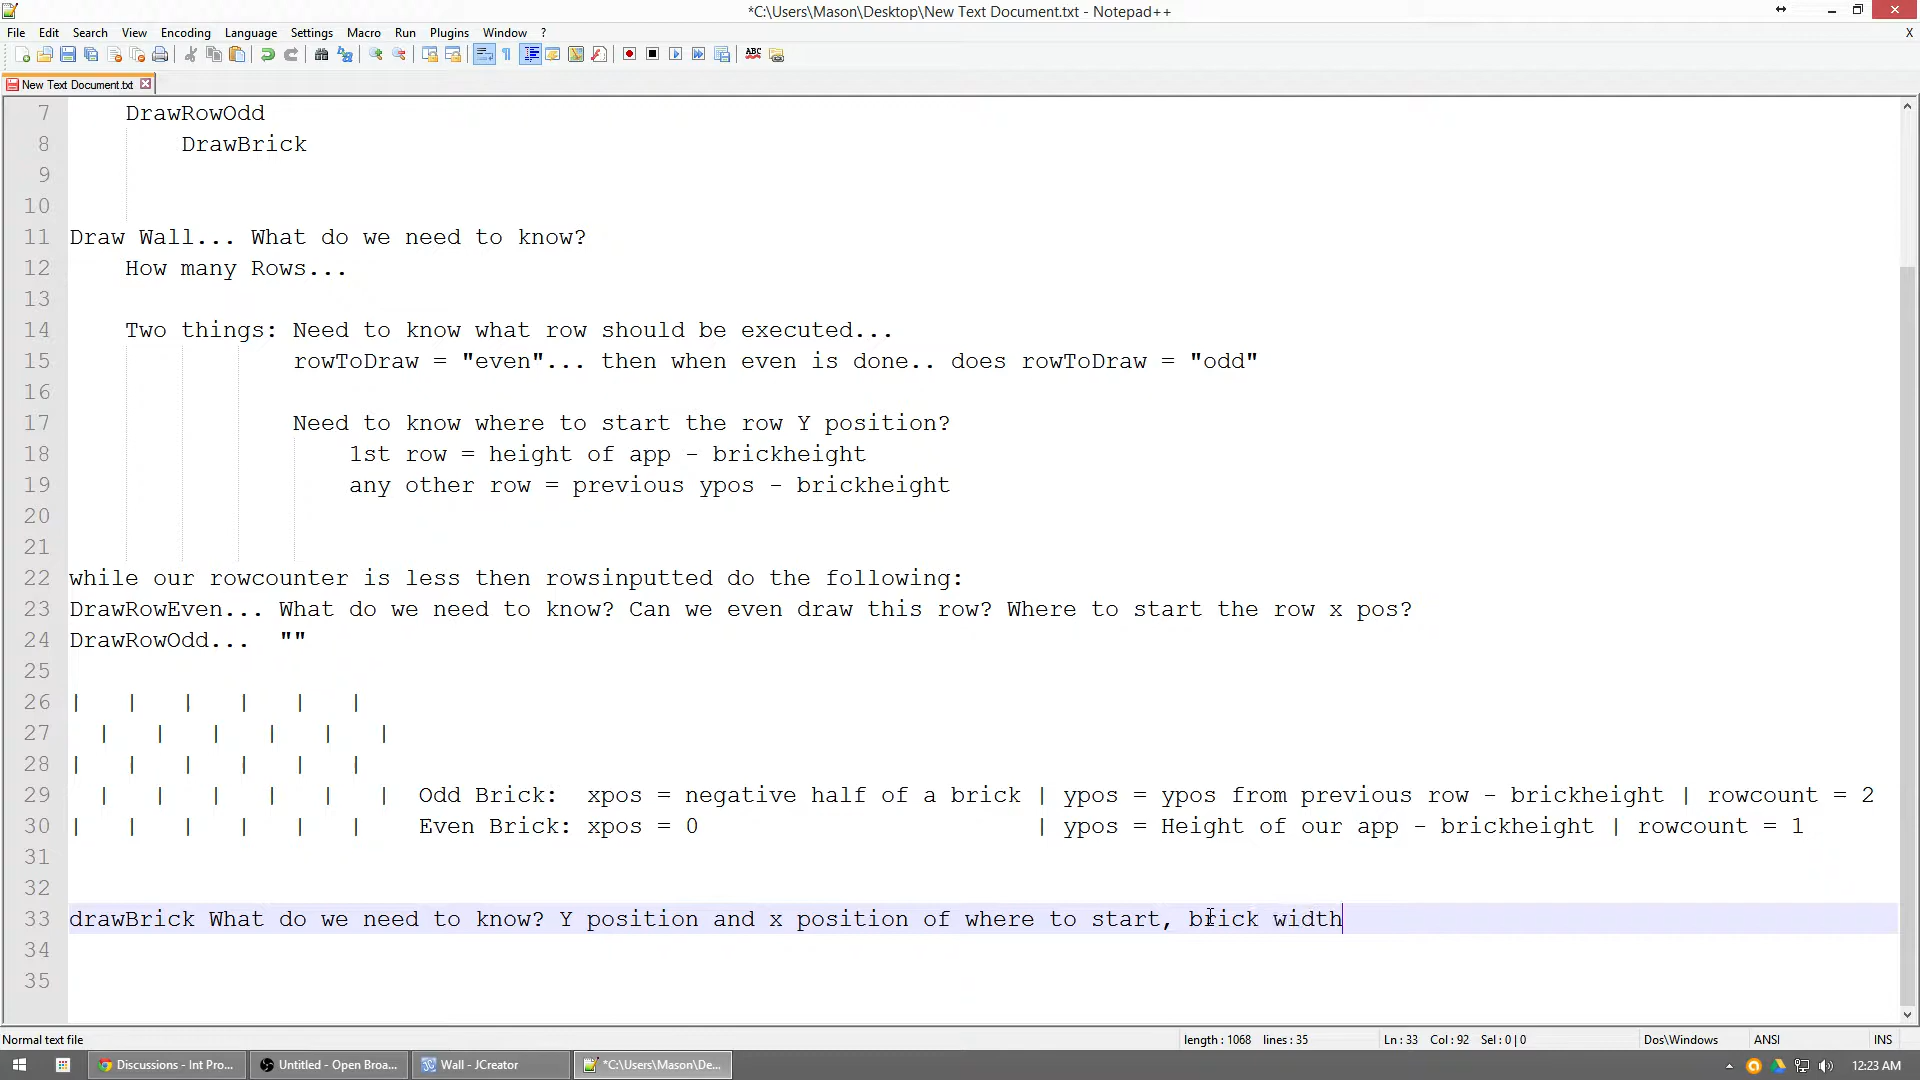 *C:\Users\Mason\Desktop\New Text Document.txt - Notepad++
File Edit Search View Encoding Language Settings Macro Run Plugins Window ? X
ABC
New Text Document.txt
7 DrawRowOdd
8 DrawBrick
9
10
11 Draw Wall... What do we need to know?
12 How many Rows...
13
14 Two things: Need to know what row should be executed...
15 rowToDraw = "even"... then when even is done.. does rowToDraw = "odd"
16
17 Need to know where to start the row Y position?
18 1st row = height of app - brickheight
19 any other row = previous ypos - brickheight
20
21
22 while our rowcounter is less then rowsinputted do the following:
23 DrawRowEven... What do we need to know? Can we even draw this row? Where to start the row x pos?
24 DrawRowOdd... ""
25
26 | | | | | |
27 | | | | | |
28 | | | | | |
29 | | | | | | Odd Brick: xpos = negative half of a brick | ypos = ypos from previous row - brickheight | rowcount = 2
30 | | | | | | Even Brick: xpos = 0 | ypos = Height of our app - brickheight | rowcount = 1
31
32
33 drawBrick What do we need to know? Y position and x position of where to start, brick width
34
35
Normal text file length : 1068 lines : 35 Ln : 33 Col : 92 Sel : 0 | 0 Dos\Windows ANSI INS
Discussions - Int Pro... Untitled - Open Broa... Wall - JCreator *C:\Users\Mason\De... 12:23 AM